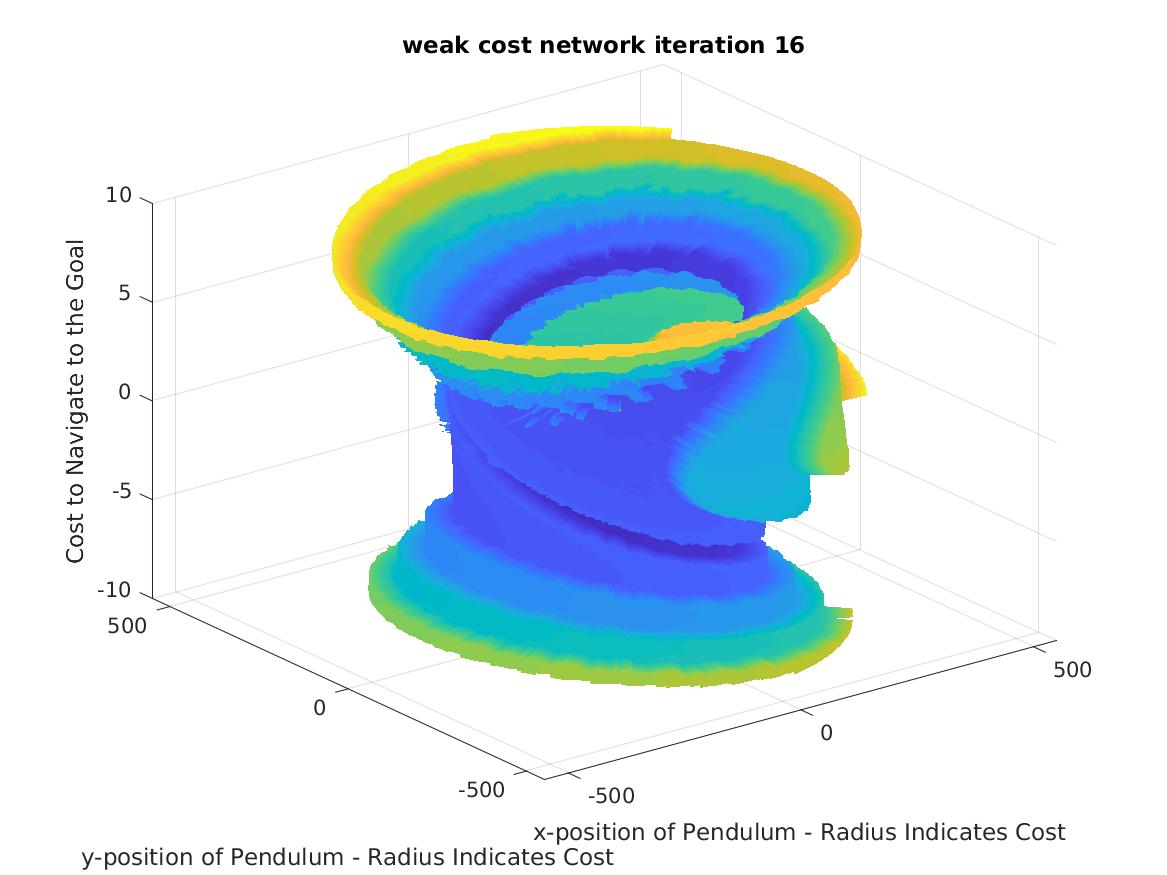 weak cost network iteration 16
Cost to Navigate to the Goal
10
5
0
-5
-10
500
0
-500
-500
0
500
x-position of Pendulum - Radius Indicates Cost
y-position of Pendulum - Radius Indicates Cost